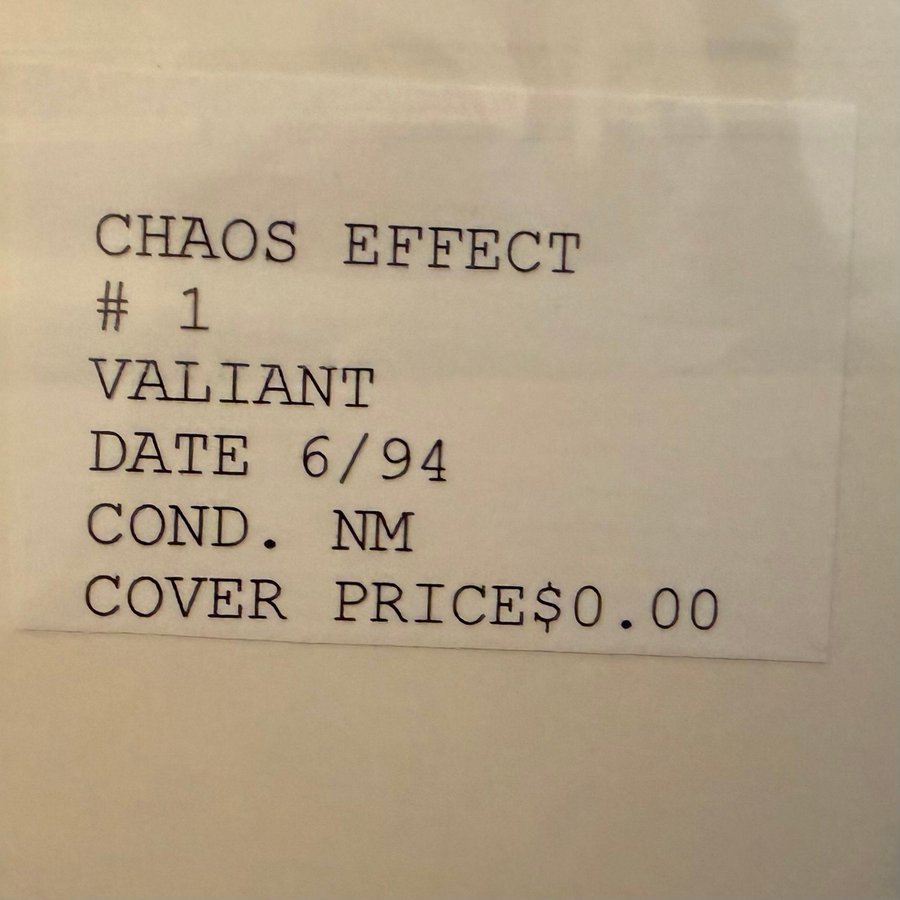 CHAOS EFFECT
# 1
VALIANT
DATE 6/94
COND. NM
COVER PRICE$0.00